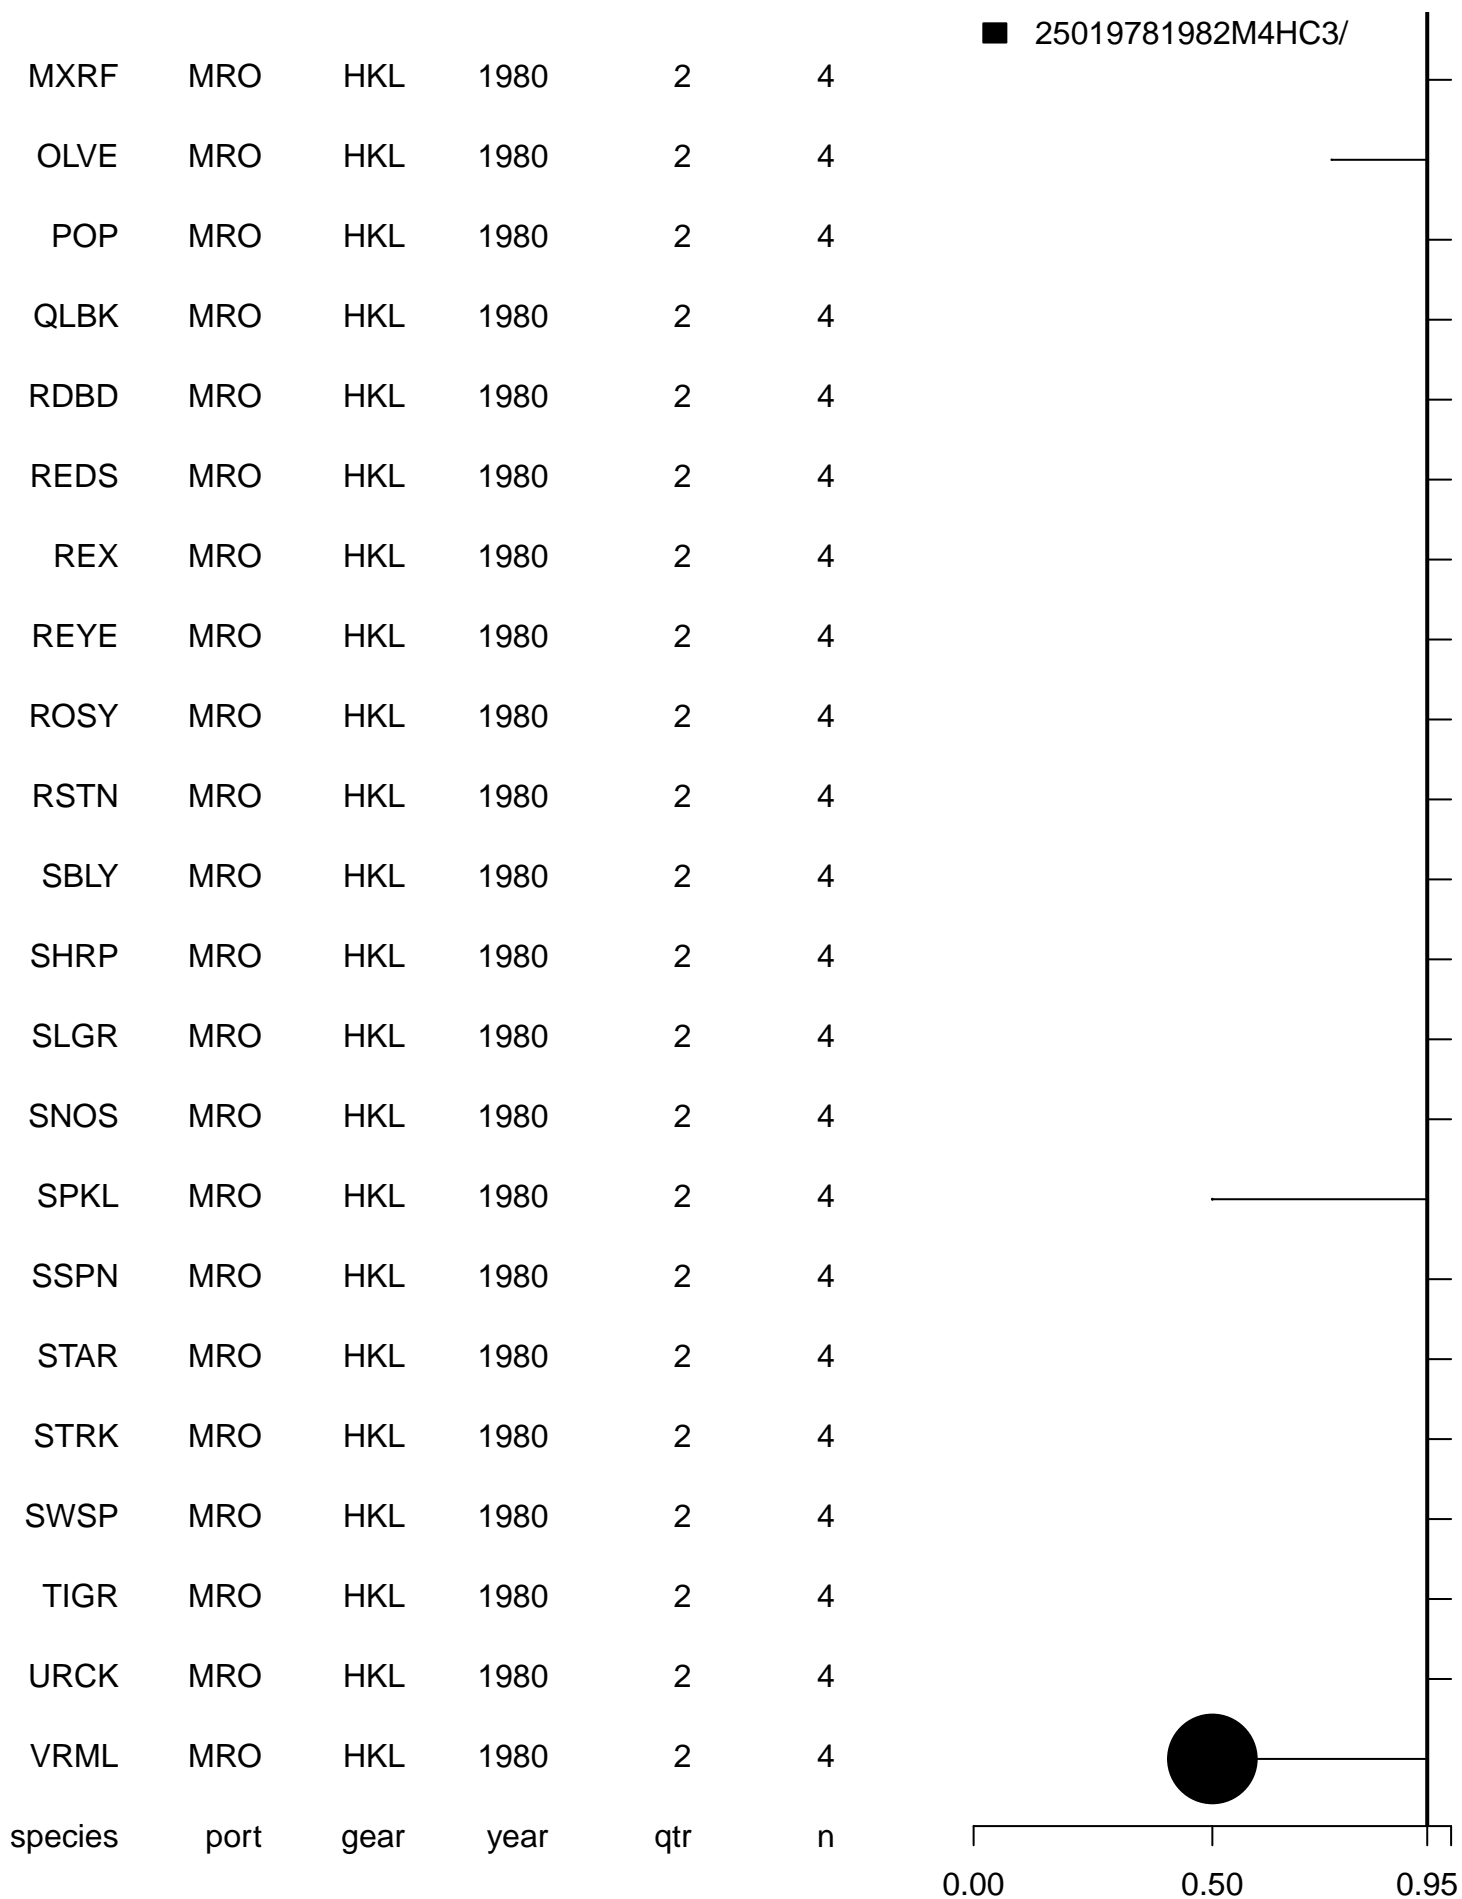 25019781982M4HC3/
MXRF MRO HKL 1980 2 4
OLVE MRO HKL 1980 2 4
POP MRO HKL 1980 2 4
QLBK MRO HKL 1980 2 4
RDBD MRO HKL 1980 2 4
REDS MRO HKL 1980 2 4
REX MRO HKL 1980 2 4
REYE MRO HKL 1980 2 4
ROSY MRO HKL 1980 2 4
RSTN MRO HKL 1980 2 4
SBLY MRO HKL 1980 2 4
SHRP MRO HKL 1980 2 4
SLGR MRO HKL 1980 2 4
SNOS MRO HKL 1980 2 4
SPKL MRO HKL 1980 2 4
SSPN MRO HKL 1980 2 4
STAR MRO HKL 1980 2 4
STRK MRO HKL 1980 2 4
SWSP MRO HKL 1980 2 4
TIGR MRO HKL 1980 2 4
URCK MRO HKL 1980 2 4
VRML MRO HKL 1980 2 4
species port gear year qtr n
0.00 0.50 0.95